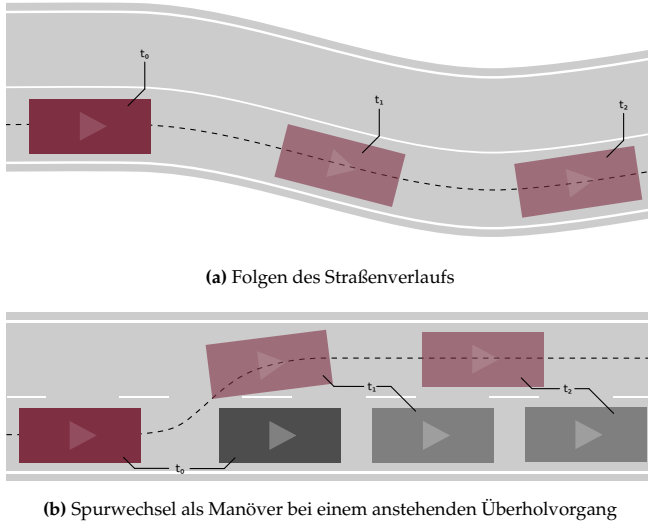 t₀
t₁
t₂
(a) Folgen des Straßenverlaufs
t₁
t₂
t₀
(b) Spurwechsel als Manöver bei einem anstehenden Überholvorgang